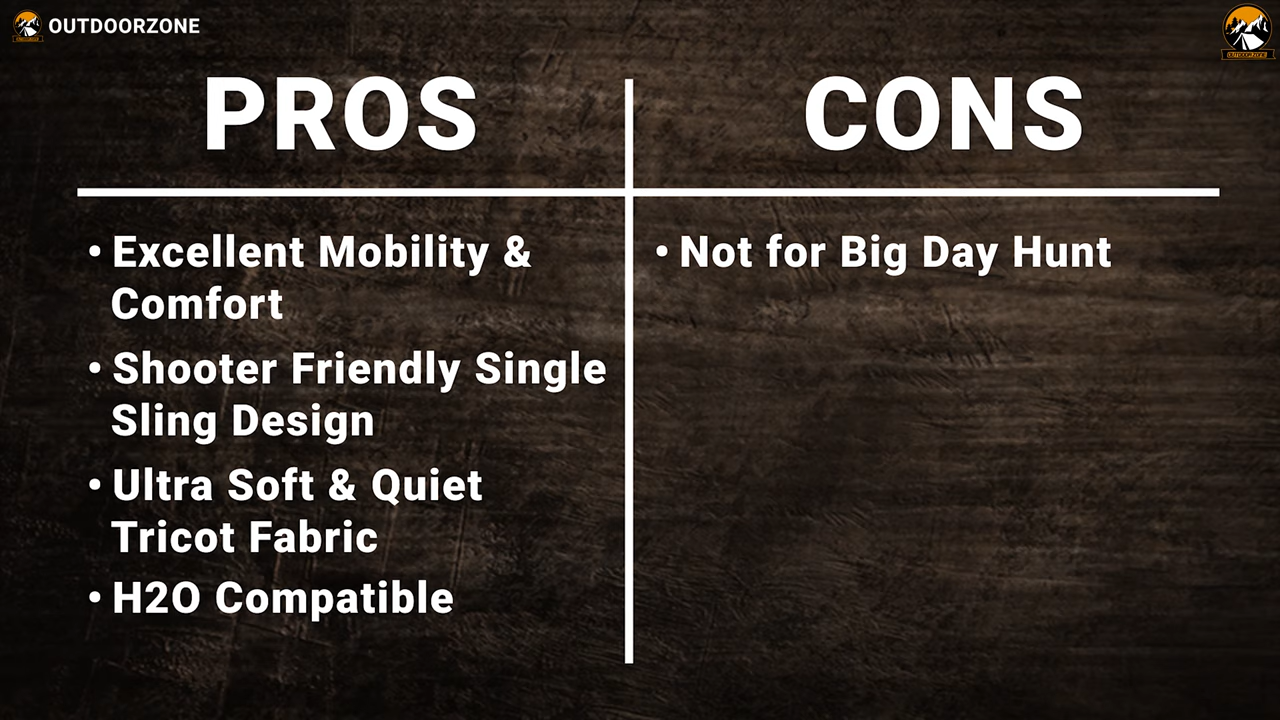 OUTDOORZONE
OUTDOORZONE
PROS
CONS
• Excellent Mobility &
Comfort
• Shooter Friendly Single
Sling Design
• Ultra Soft & Quiet
Tricot Fabric
• H2O Compatible
• Not for Big Day Hunt